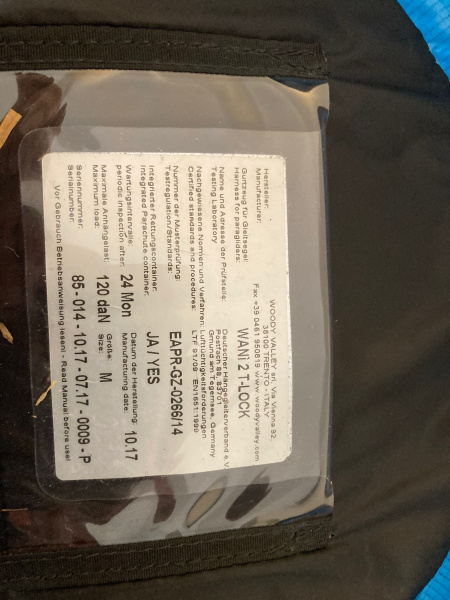 Hersteller:
Manufacturer:
WOODY VALLEY srl, Via Vienna 92,
38100 TRENTO - ITALY
Fax +39 0461 950819 www.woodyvalley.com
Gurtzeug für Gleitsegel:
Harness for paragliders:
WANI 2 T-LOCK
Name und Adresse der Prüfstelle:
Testing Laboratory
Deutscher Hängegleiterverband e.V.
Postfach 88, 83701
Gmund am Tegernsee, Germany
Nachgewiesene Normen und Verfahren:
Certified standards and procedures:
Lufttüchtigkeitsforderungen
LTF 91/09 EN1651:1999
Nummer der Musterprüfung:
Testregulation/Standards:
EAPR-GZ-0266/14
Integrierter Rettungscontainer:
Integrated Parachute container:
JA / YES
Wartungsintervale:
periodic inspection after:
24 Mon
Datum der Herstellung:
Manufacturing date:
10.17
Maximale Anhängelast:
Maximum load:
120 daN
Größe:
Size:
M
Seriennummer:
Serialnumber:
85 - 014 - 10.17 - 07.17 - 0009 - P
Vor Gebrauch Betriebsanweisung lesen! - Read Manual before use!